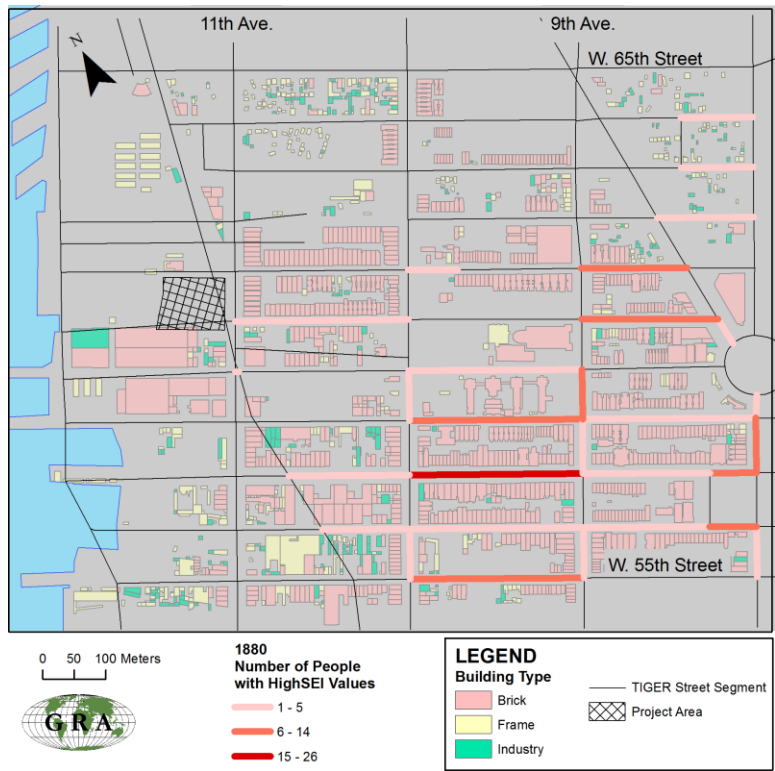 11th Ave.
9th Ave.
N
W. 65th Street
W. 55th Street
0 50 100 Meters
GRA
1880
Number of People
with HighSEI Values
1 - 5
6 - 14
15 - 26
LEGEND
Building Type
Brick
Frame
Industry
TIGER Street Segment
Project Area